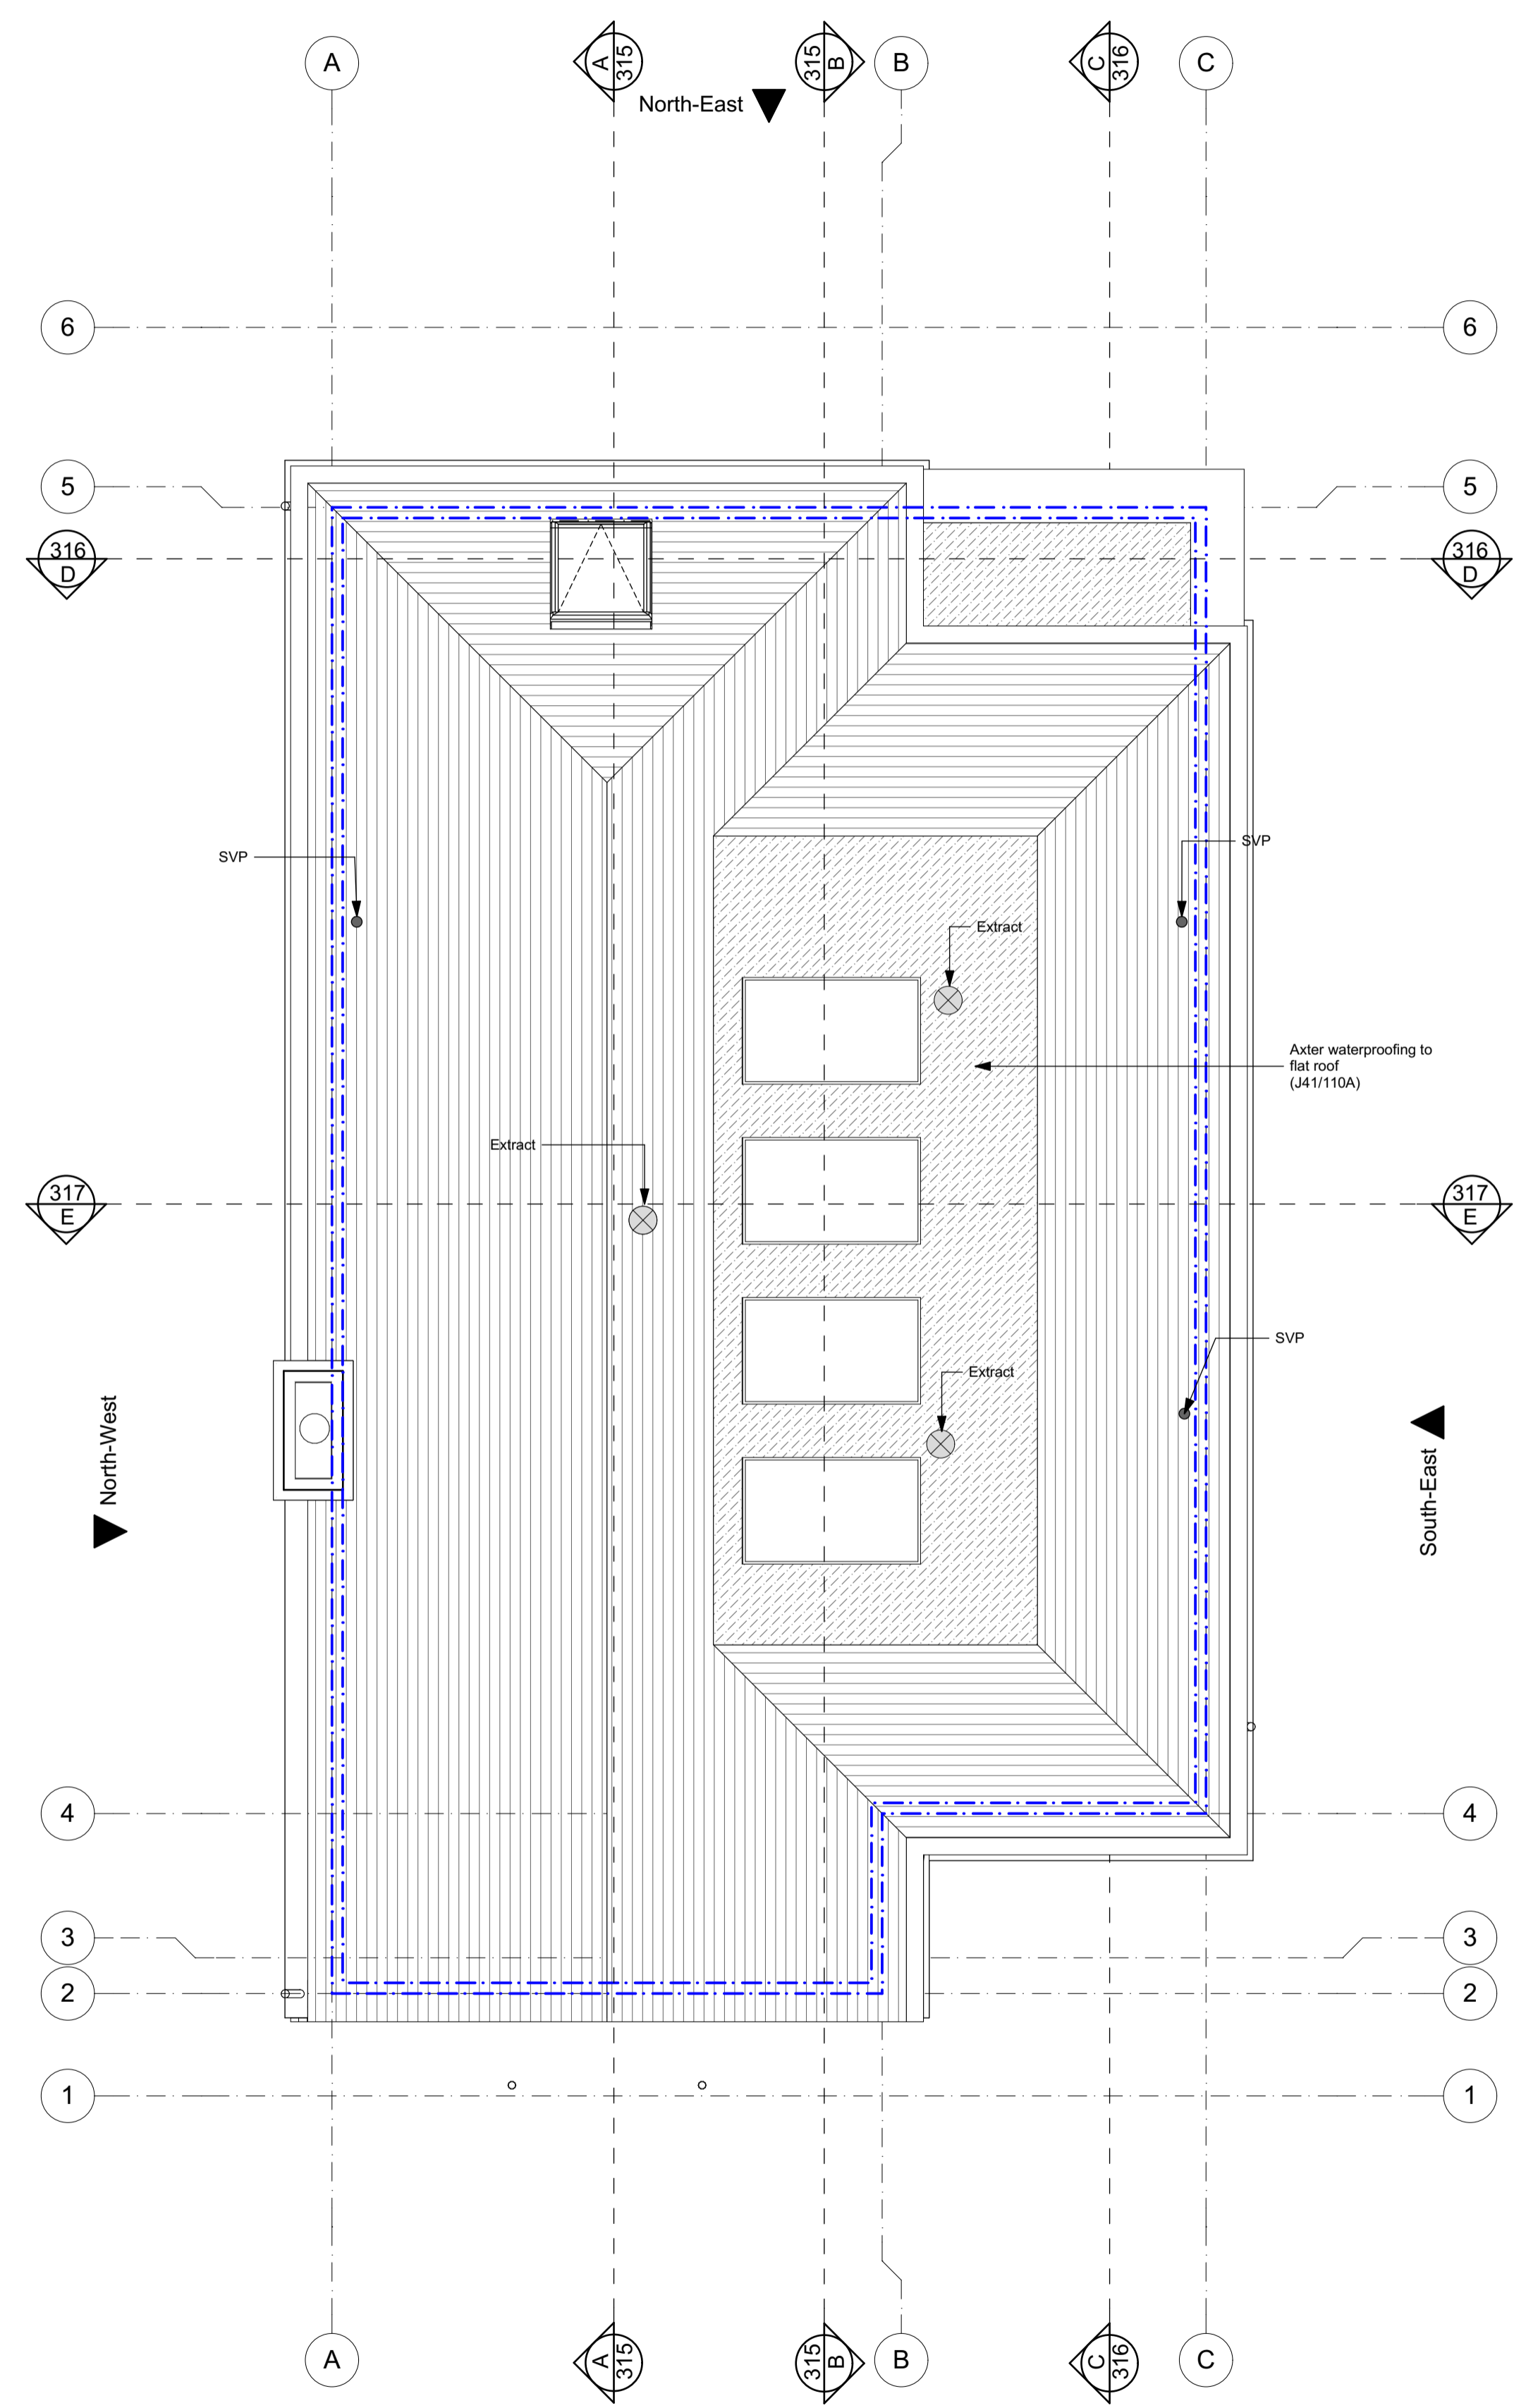 A
A
315
315
B
B
C
316
C
North-East
6
6
5
5
316
D
316
D
SVP
SVP
Extract
Axter waterproofing to
flat roof
(J41/110A)
Extract
317
E
317
E
SVP
Extract
North-West
South-East
4
4
3
3
2
2
1
1
A
A
315
315
B
B
C
316
C